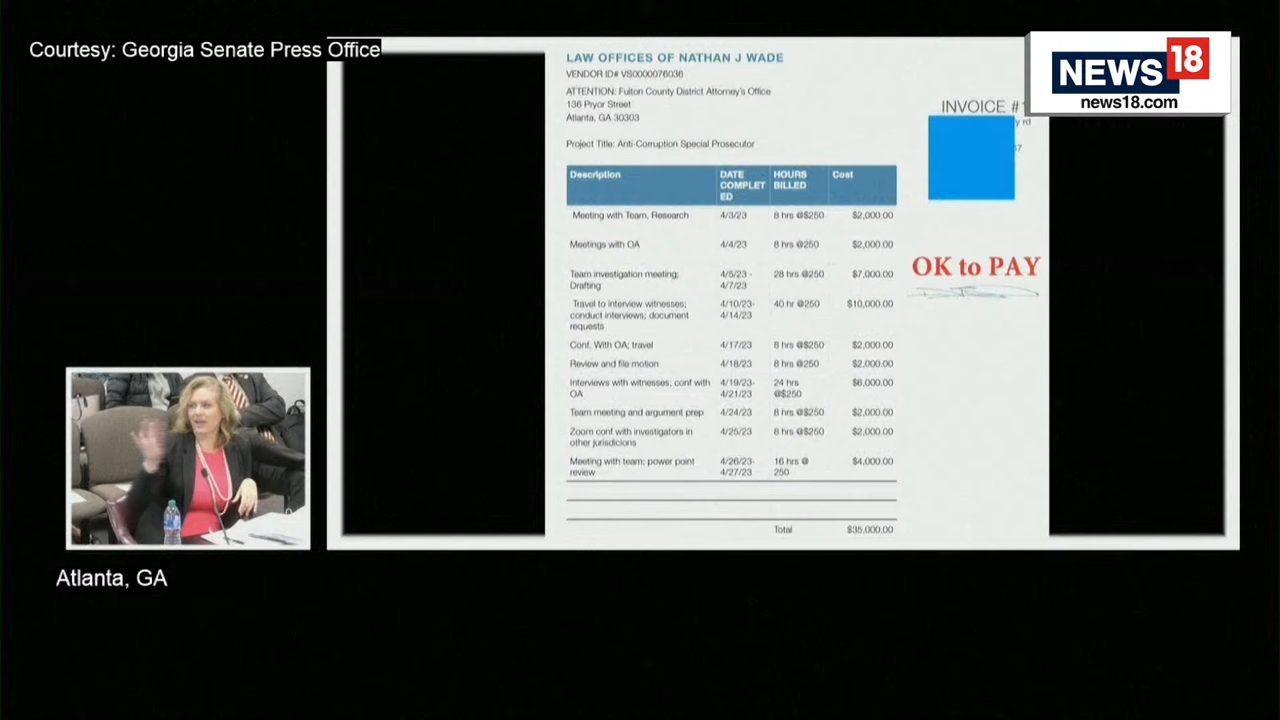 Courtesy: Georgia Senate Press Office
NEWS 18
news18.com
LAW OFFICES OF NATHAN J WADE
VENDOR ID# VS0000076036
ATTENTION: Fulton County District Attorney's Office
136 Pryor Street
Atlanta, GA 30303
INVOICE #
Project Title: Anti-Corruption Special Prosecutor
Description DATE COMPLET ED HOURS BILLED Cost
Meeting with Team, Research 4/3/23 8 hrs @$250 $2,000.00
Meetings with OA 4/4/23 8 hrs @250 $2,000.00
Team investigation meeting; 4/5/23 - 28 hrs @250 $7,000.00
Drafting 4/7/23
Travel to interview witnesses; 4/10/23- 40 hr @250 $10,000.00
conduct interviews; document 4/14/23
requests
Conf. With OA; travel 4/17/23 8 hrs @$250 $2,000.00
Review and file motion 4/18/23 8 hrs @250 $2,000.00
Interviews with witnesses; conf with 4/19/23- 24 hrs $6,000.00
OA 4/21/23 @$250
Team meeting and argument prep 4/24/23 8 hrs @$250 $2,000.00
Zoom conf with investigators in 4/25/23 8 hrs @$250 $2,000.00
other jurisdicions
Meeting with team; power point 4/26/23- 16 hrs @ $4,000.00
review 4/27/23 250
Total $35,000.00
OK to PAY
Atlanta, GA